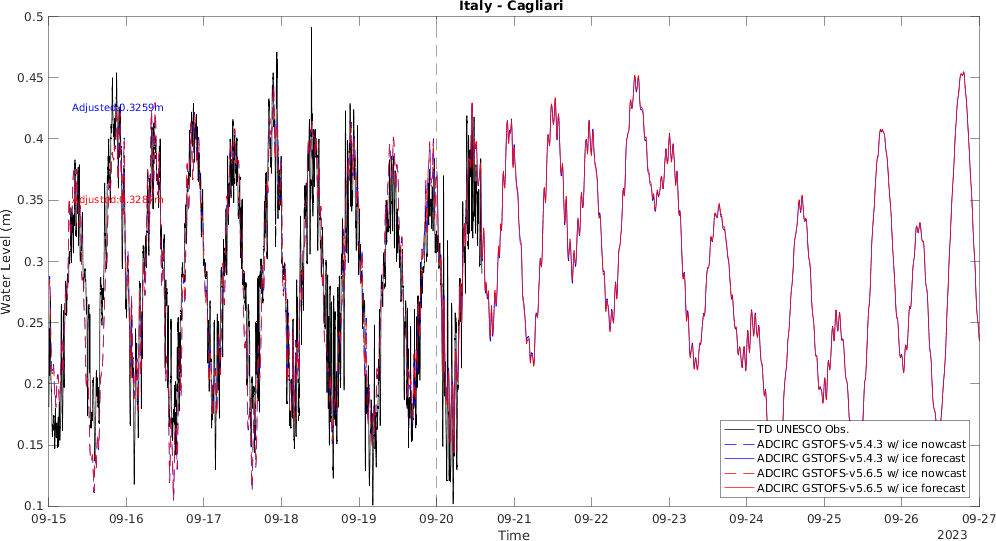 Italy - Cagliari
Water Level (m)
0.5
0.45
0.4
0.35
0.3
0.25
0.2
0.15
0.1
Adjusted:0.3259m
TD UNESCO Obs.
ADCIRC GSTOFS-v5.4.3 w/ ice nowcast
ADCIRC GSTOFS-v5.4.3 w/ ice forecast
ADCIRC GSTOFS-v5.6.5 w/ ice nowcast
ADCIRC GSTOFS-v5.6.5 w/ ice forecast
09-15 09-16 09-17 09-18 09-19 09-20 09-21 09-22 09-23 09-24 09-25 09-26 09-27
Time
2023